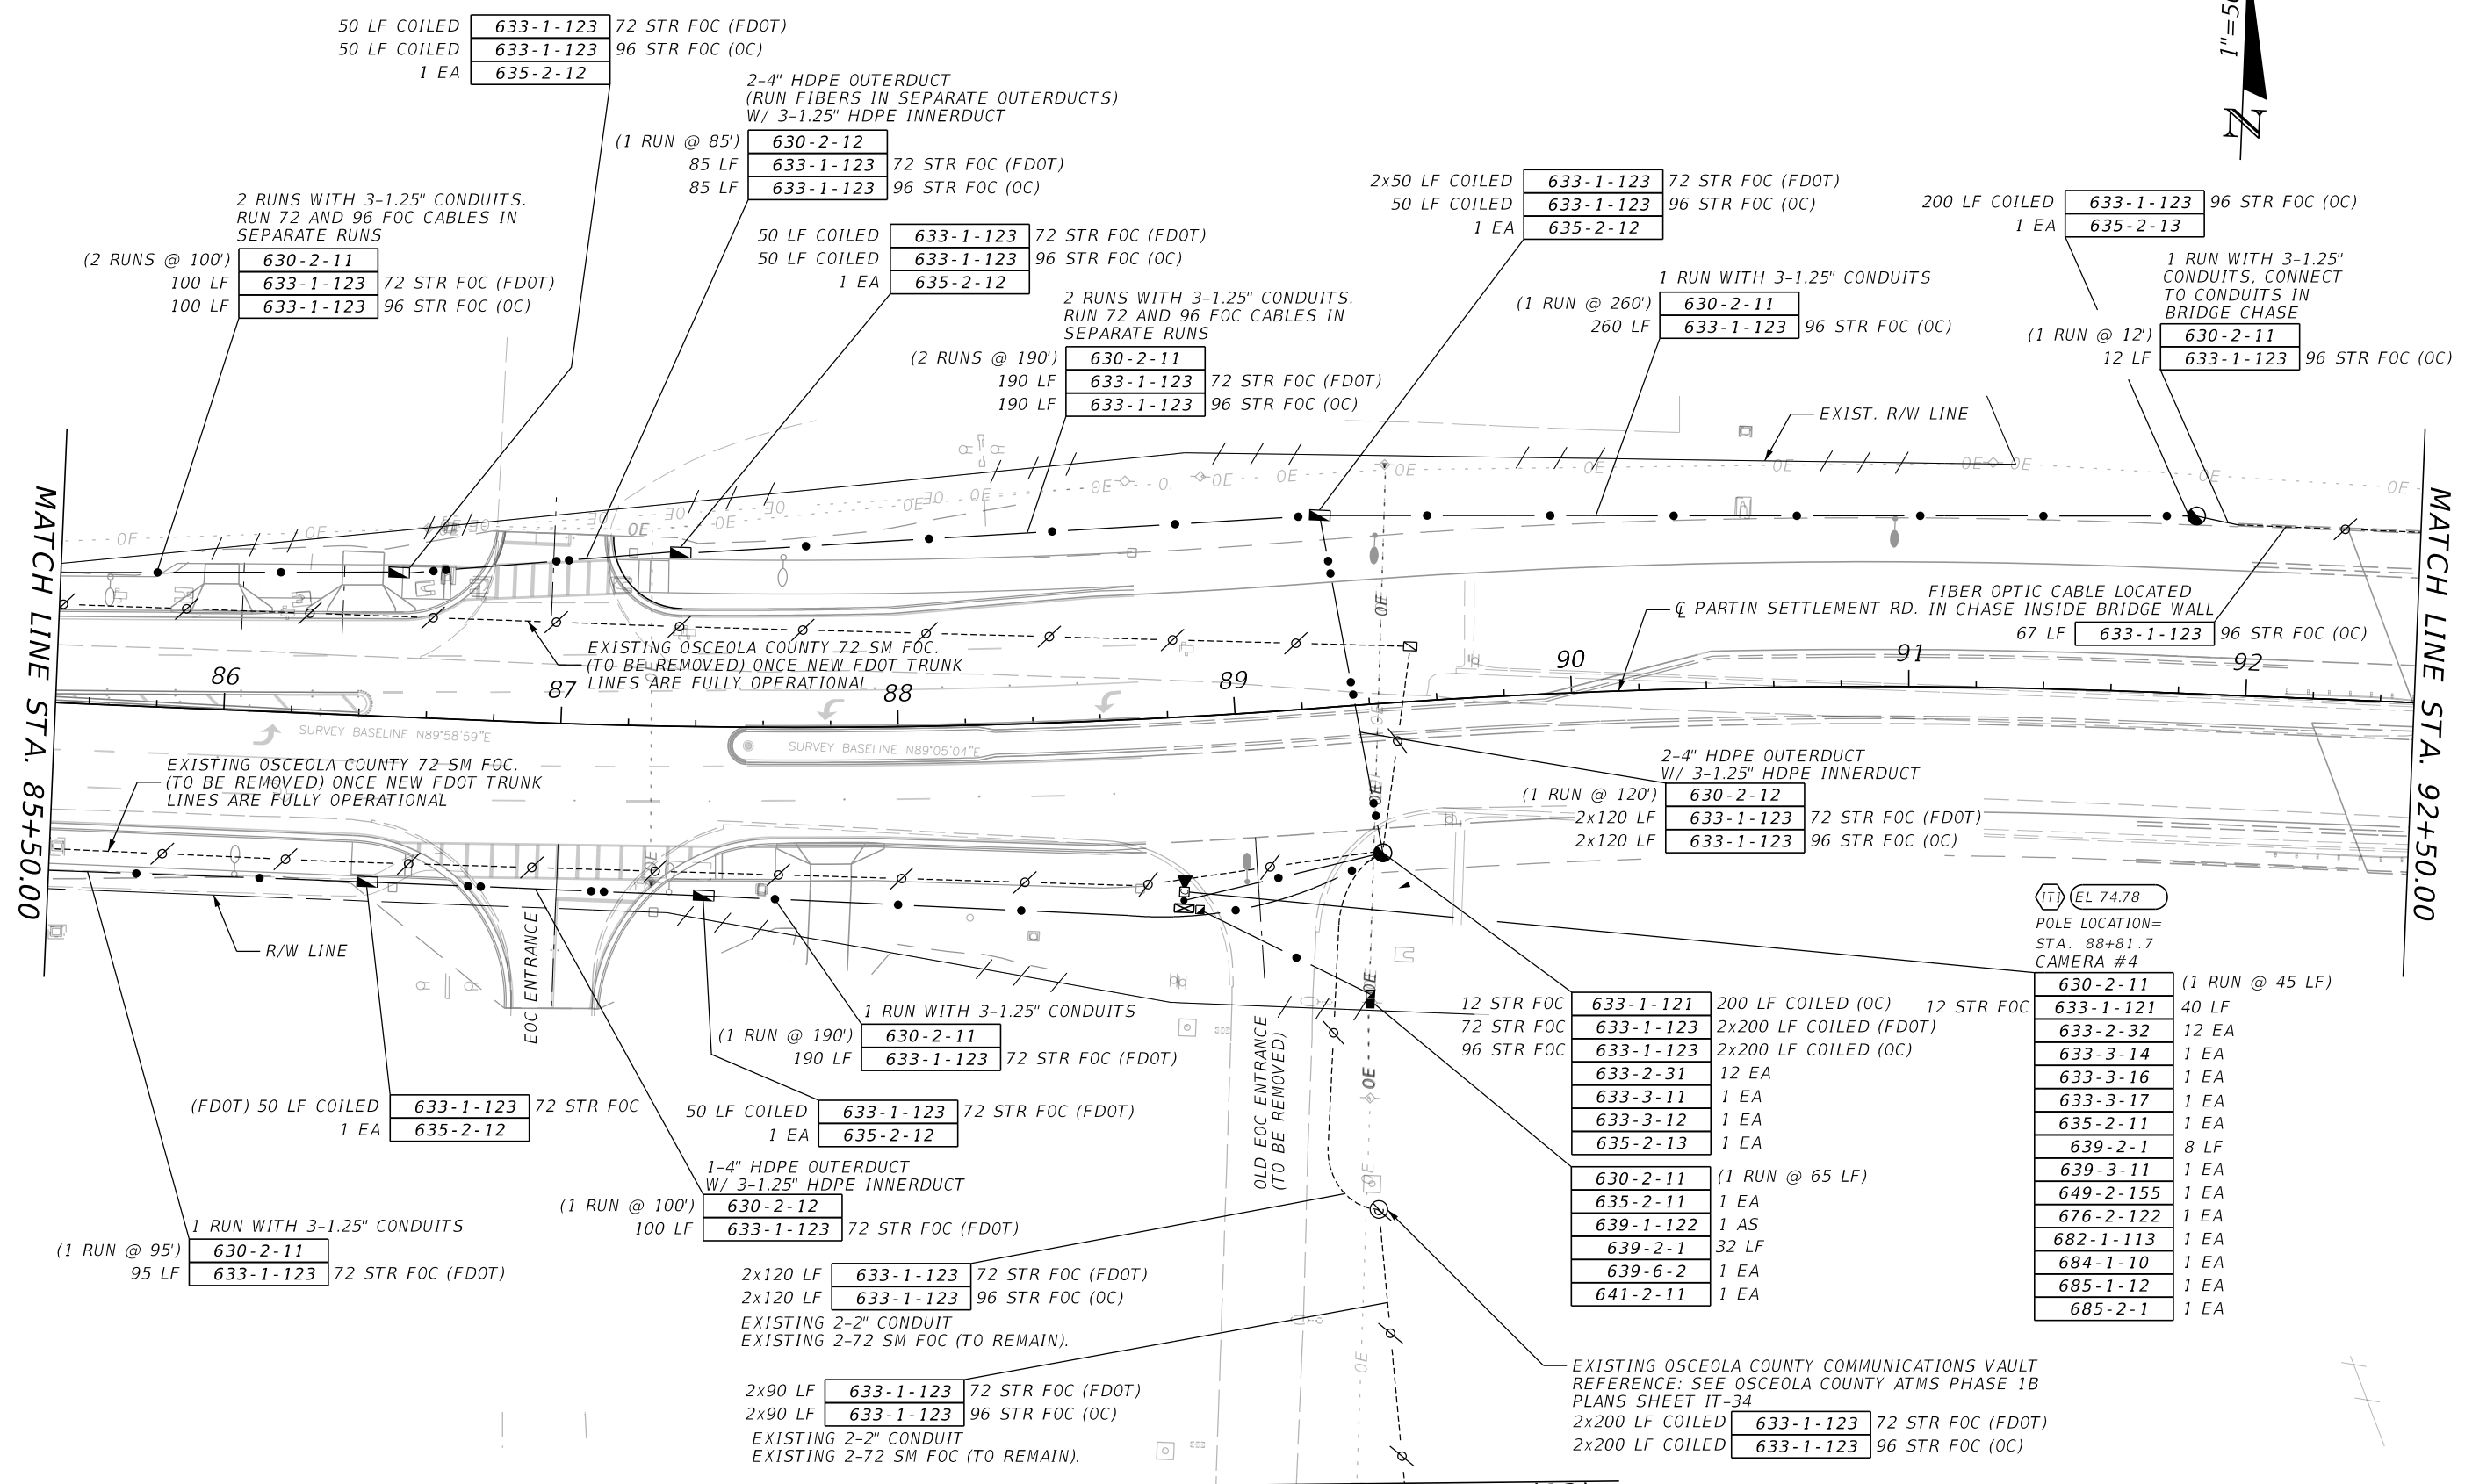 50 LF COILED 633-1-123 72 STR FOC (FDOT)
50 LF COILED 633-1-123 96 STR FOC (OC)
1 EA 635-2-12
2-4" HDPE OUTERDUCT
(RUN FIBERS IN SEPARATE OUTERDUCTS)
W/ 3-1.25" HDPE INNERDUCT
(1 RUN @ 85') 630-2-12
85 LF 633-1-123 72 STR FOC (FDOT)
85 LF 633-1-123 96 STR FOC (OC)
2 RUNS WITH 3-1.25" CONDUITS.
RUN 72 AND 96 FOC CABLES IN
SEPARATE RUNS
(2 RUNS @ 100') 630-2-11
100 LF 633-1-123 72 STR FOC (FDOT)
100 LF 633-1-123 96 STR FOC (OC)
50 LF COILED 633-1-123 72 STR FOC (FDOT)
50 LF COILED 633-1-123 96 STR FOC (OC)
1 EA 635-2-12
2 RUNS WITH 3-1.25" CONDUITS.
RUN 72 AND 96 FOC CABLES IN
SEPARATE RUNS
(2 RUNS @ 190') 630-2-11
190 LF 633-1-123 72 STR FOC (FDOT)
190 LF 633-1-123 96 STR FOC (OC)
2x50 LF COILED 633-1-123 72 STR FOC (FDOT)
50 LF COILED 633-1-123 96 STR FOC (OC)
1 EA 635-2-12
1 RUN WITH 3-1.25" CONDUITS
(1 RUN @ 260') 630-2-11
260 LF 633-1-123 96 STR FOC (OC)
200 LF COILED 633-1-123 96 STR FOC (OC)
1 EA 635-2-13
1 RUN WITH 3-1.25"
CONDUITS, CONNECT
TO CONDUITS IN
BRIDGE CHASE
(1 RUN @ 12') 630-2-11
12 LF 633-1-123 96 STR FOC (OC)
N
EXIST. R/W LINE
MATCH LINE STA. 85+50.00
MATCH LINE STA. 92+50.00
FIBER OPTIC CABLE LOCATED
IN CHASE INSIDE BRIDGE WALL
67 LF 633-1-123 96 STR FOC (OC)
℄ PARTIN SETTLEMENT RD.
EXISTING OSCEOLA COUNTY 72 SM FOC.
(TO BE REMOVED) ONCE NEW FDOT TRUNK
LINES ARE FULLY OPERATIONAL
86
87
88
89
90
91
92
SURVEY BASELINE N89°58'59"E
SURVEY BASELINE N89°05'04"E
EXISTING OSCEOLA COUNTY 72 SM FOC.
(TO BE REMOVED) ONCE NEW FDOT TRUNK
LINES ARE FULLY OPERATIONAL
2-4" HDPE OUTERDUCT
W/ 3-1.25" HDPE INNERDUCT
(1 RUN @ 120') 630-2-12
2x120 LF 633-1-123 72 STR FOC (FDOT)
2x120 LF 633-1-123 96 STR FOC (OC)
R/W LINE
EOC ENTRANCE
OLD EOC ENTRANCE
(TO BE REMOVED)
IT1 EL 74.78
POLE LOCATION=
STA. 88+81.7
CAMERA #4
630-2-11 (1 RUN @ 45 LF)
12 STR FOC 633-1-121 40 LF
633-2-32 12 EA
633-3-14 1 EA
633-3-16 1 EA
633-3-17 1 EA
635-2-11 1 EA
639-2-1 8 LF
639-3-11 1 EA
649-2-155 1 EA
676-2-122 1 EA
682-1-113 1 EA
684-1-10 1 EA
685-1-12 1 EA
685-2-1 1 EA
12 STR FOC 633-1-121 200 LF COILED (OC)
72 STR FOC 633-1-123 2x200 LF COILED (FDOT)
96 STR FOC 633-1-123 2x200 LF COILED (OC)
633-2-31 12 EA
633-3-11 1 EA
633-3-12 1 EA
635-2-13 1 EA
630-2-11 (1 RUN @ 65 LF)
635-2-11 1 EA
639-1-122 1 AS
639-2-1 32 LF
639-6-2 1 EA
641-2-11 1 EA
1 RUN WITH 3-1.25" CONDUITS
(1 RUN @ 190') 630-2-11
190 LF 633-1-123 72 STR FOC (FDOT)
(FDOT) 50 LF COILED 633-1-123 72 STR FOC
1 EA 635-2-12
50 LF COILED 633-1-123 72 STR FOC (FDOT)
1 EA 635-2-12
1-4" HDPE OUTERDUCT
W/ 3-1.25" HDPE INNERDUCT
(1 RUN @ 100') 630-2-12
100 LF 633-1-123 72 STR FOC (FDOT)
1 RUN WITH 3-1.25" CONDUITS
(1 RUN @ 95') 630-2-11
95 LF 633-1-123 72 STR FOC (FDOT)
2x120 LF 633-1-123 72 STR FOC (FDOT)
2x120 LF 633-1-123 96 STR FOC (OC)
EXISTING 2-2" CONDUIT
EXISTING 2-72 SM FOC (TO REMAIN).
2x90 LF 633-1-123 72 STR FOC (FDOT)
2x90 LF 633-1-123 96 STR FOC (OC)
EXISTING 2-2" CONDUIT
EXISTING 2-72 SM FOC (TO REMAIN).
EXISTING OSCEOLA COUNTY COMMUNICATIONS VAULT
REFERENCE: SEE OSCEOLA COUNTY ATMS PHASE 1B
PLANS SHEET IT-34
2x200 LF COILED 633-1-123 72 STR FOC (FDOT)
2x200 LF COILED 633-1-123 96 STR FOC (OC)